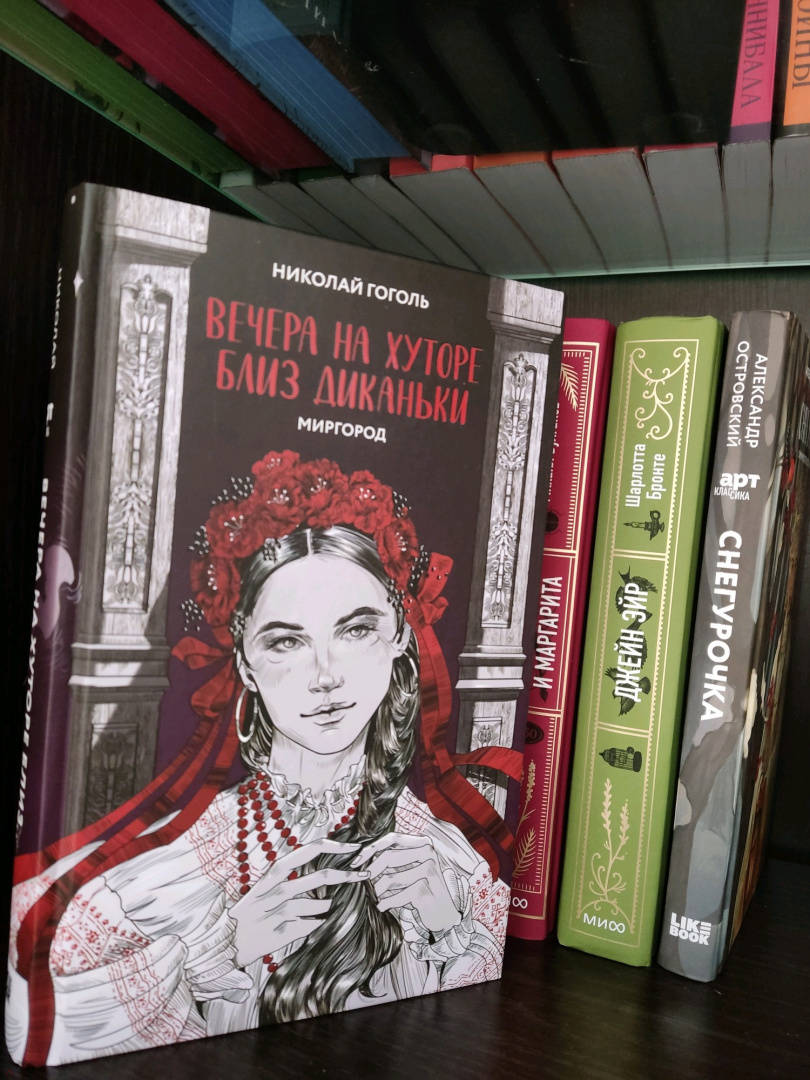 НИКОЛАЙ ГОГОЛЬ
ВЕЧЕРА НА ХУТОРЕ
БЛИЗ ДИКАНЬКИ
МИРГОРОД
И МАРГАРИТА
Шарлотта
Бронте
ДЖЕЙН ЭЙР
МИФ
АЛЕКСАНДР
ОСТРОВСКИЙ
арт
КЛАССИКА
СНЕГУРОЧКА
LIKE
BOOK